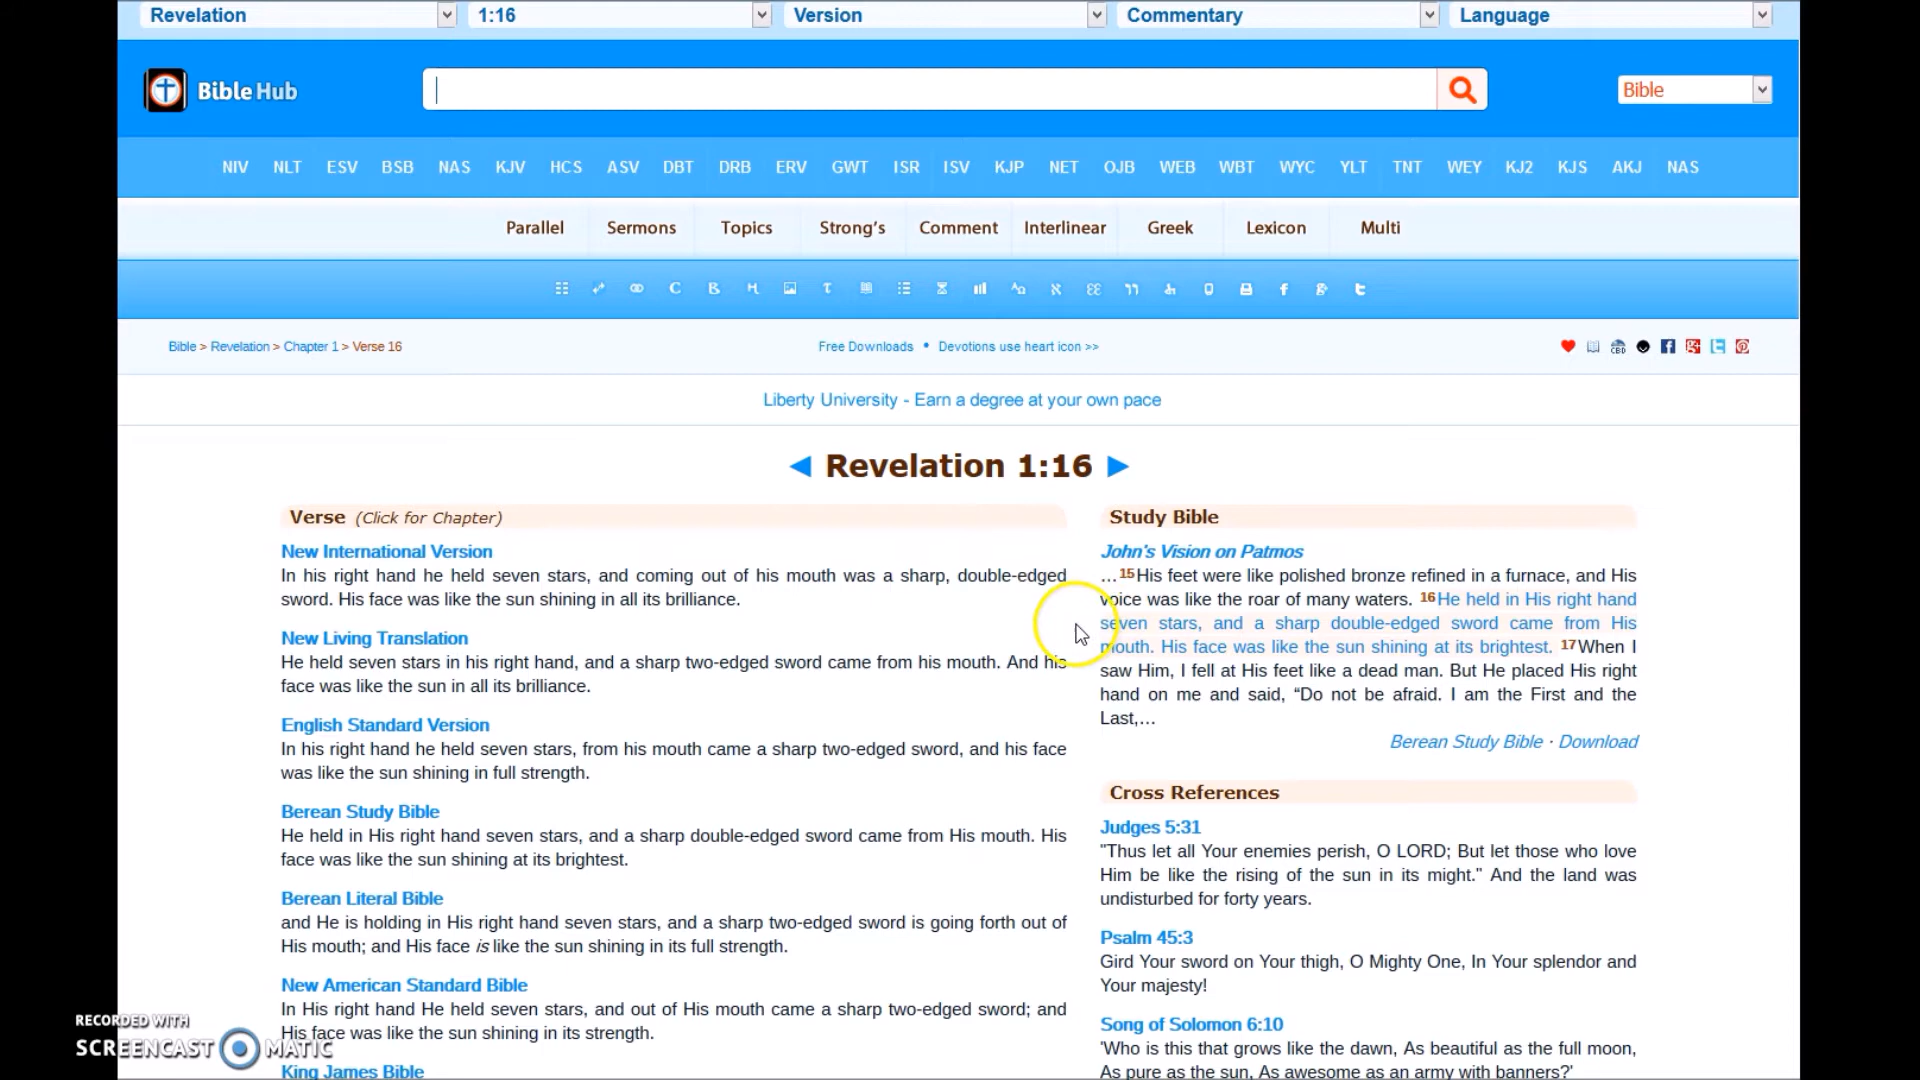 Revelation 1:16 Version Commentary Language
Bible Hub Bible
NIV NLT ESV BSB NAS KJV HCS ASV DBT DRB ERV GWT ISR ISV KJP NET OJB WEB WBT WYC YLT TNT WEY KJ2 KJS AKJ NAS
Parallel Sermons Topics Strong's Comment Interlinear Greek Lexicon Multi
Bible > Revelation > Chapter 1 > Verse 16 Free Downloads • Devotions use heart icon >>
Liberty University - Earn a degree at your own pace
◄ Revelation 1:16 ►
Verse (Click for Chapter)
New International Version
In his right hand he held seven stars, and coming out of his mouth was a sharp, double-edged
sword. His face was like the sun shining in all its brilliance.
New Living Translation
He held seven stars in his right hand, and a sharp two-edged sword came from his mouth. And his
face was like the sun in all its brilliance.
English Standard Version
In his right hand he held seven stars, from his mouth came a sharp two-edged sword, and his face
was like the sun shining in full strength.
Berean Study Bible
He held in His right hand seven stars, and a sharp double-edged sword came from His mouth. His
face was like the sun shining at its brightest.
Berean Literal Bible
and He is holding in His right hand seven stars, and a sharp two-edged sword is going forth out of
His mouth; and His face is like the sun shining in its full strength.
New American Standard Bible
In His right hand He held seven stars, and out of His mouth came a sharp two-edged sword; and
His face was like the sun shining in its strength.
King James Bible
Study Bible
John's Vision on Patmos
…15His feet were like polished bronze refined in a furnace, and His
voice was like the roar of many waters. 16He held in His right hand
seven stars, and a sharp double-edged sword came from His
mouth. His face was like the sun shining at its brightest. 17When I
saw Him, I fell at His feet like a dead man. But He placed His right
hand on me and said, “Do not be afraid. I am the First and the
Last,…
Berean Study Bible · Download
Cross References
Judges 5:31
"Thus let all Your enemies perish, O LORD; But let those who love
Him be like the rising of the sun in its might." And the land was
undisturbed for forty years.
Psalm 45:3
Gird Your sword on Your thigh, O Mighty One, In Your splendor and
Your majesty!
Song of Solomon 6:10
'Who is this that grows like the dawn, As beautiful as the full moon,
As pure as the sun, As awesome as an army with banners?'
RECORDED WITH
SCREENCAST MATIC